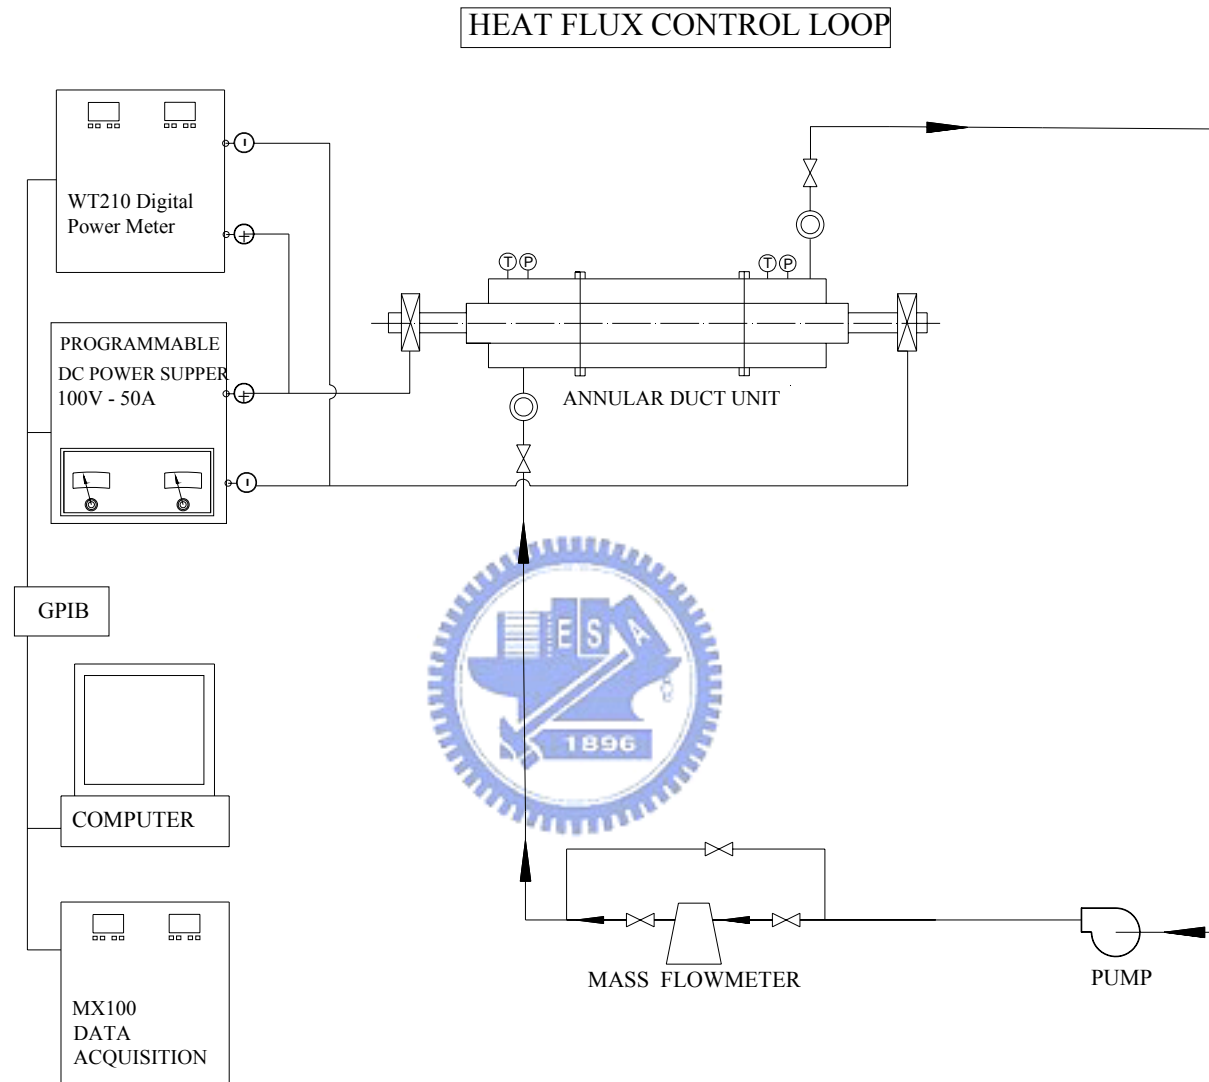 HEAT FLUX CONTROL LOOP
WT210 Digital
Power Meter
T P
T P
PROGRAMMABLE
DC POWER SUPPER
100V - 50A
ANNULAR DUCT UNIT
GPIB
E S A
1896
COMPUTER
MASS FLOWMETER
PUMP
MX100
DATA
ACQUISITION